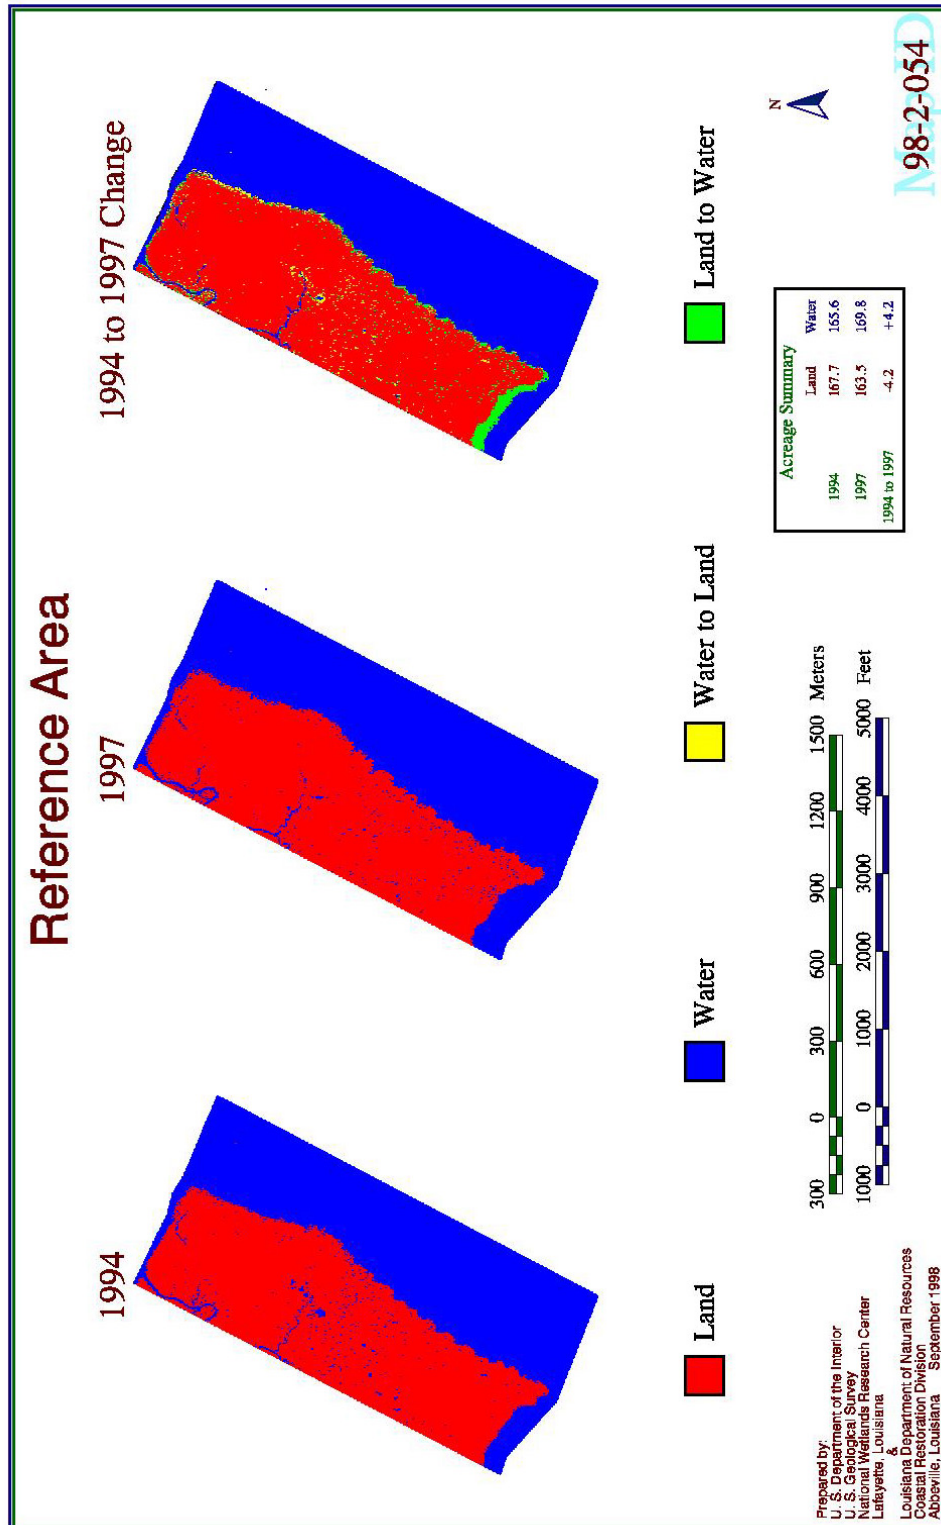 Reference Area
1994
1997
1994 to 1997 Change
Land
Water
Water to Land
Land to Water
Prepared by:
U. S. Department of the Interior
U. S. Geological Survey
National Wetlands Research Center
Lafayette, Louisiana
&
Louisiana Department of Natural Resources
Coastal Restoration Division
Abbeville, Louisiana September 1998
300 0 300 600 900 1200 1500 Meters
1000 0 1000 2000 3000 4000 5000 Feet
Acreage Summary
Land Water
1994 167.7 165.6
1997 163.5 169.8
1994 to 1997 -4.2 +4.2
N
Map ID
98-2-054